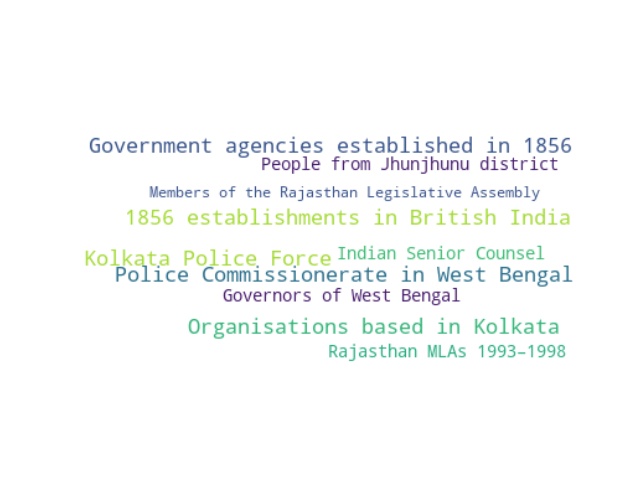 Government agencies established in 1856
People from Jhunjhunu district
Members of the Rajasthan Legislative Assembly
1856 establishments in British India
Indian Senior Counsel
Kolkata Police Force
Police Commissionerate in West Bengal
Governors of West Bengal
Organisations based in Kolkata
Rajasthan MLAs 1993–1998